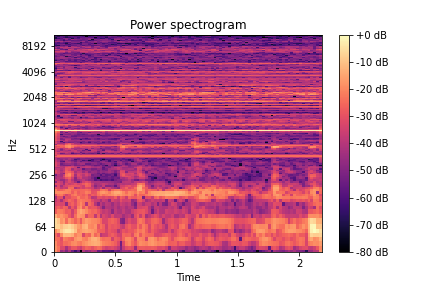 Power spectrogram
8192
4096
2048
1024
512
256
128
64
0
Hz
0
0.5
1
1.5
2
Time
+0 dB
-10 dB
-20 dB
-30 dB
-40 dB
-50 dB
-60 dB
-70 dB
-80 dB